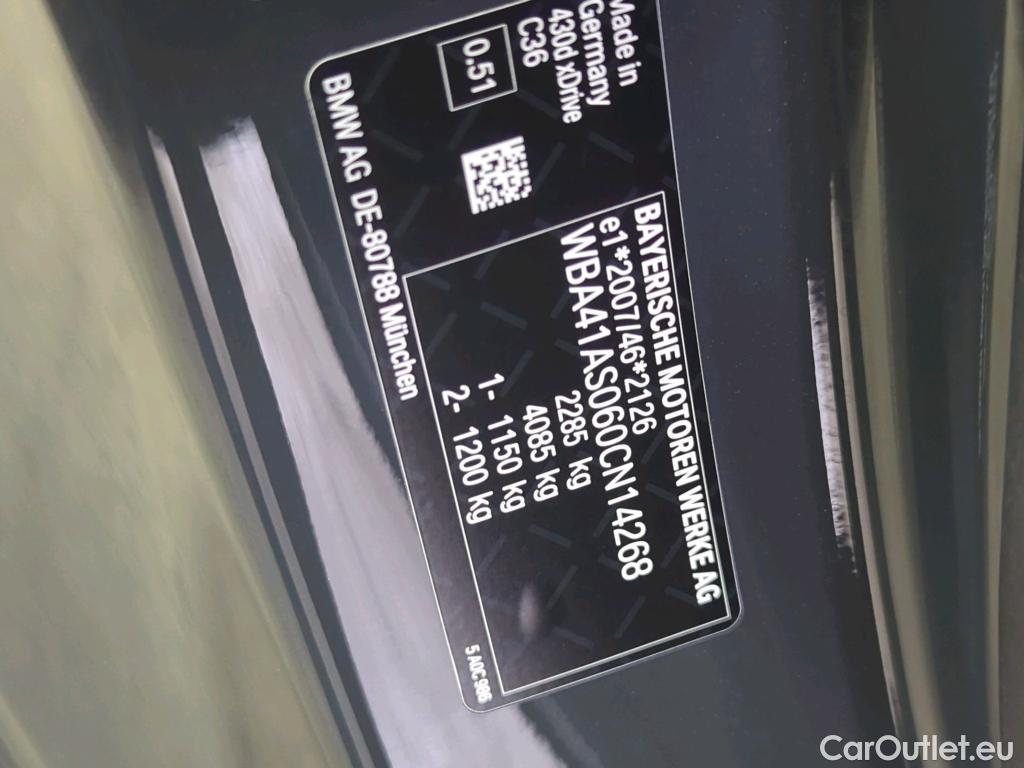 BAYERISCHE MOTOREN WERKE AG
e1*2007/46*2126
WBA41AS060CN14268
2285 kg
4085 kg
1- 1150 kg
2- 1200 kg
Made in
Germany
430d xDrive
C36
0.51
BMW AG DE-80788 München
5 A0C 986
CarOutlet.eu